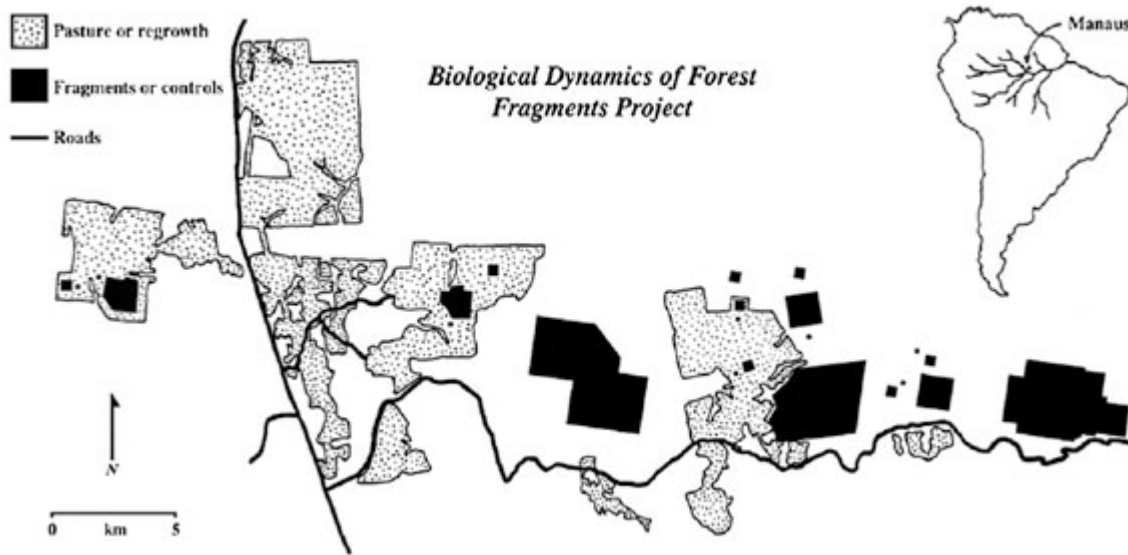 Pasture or regrowth
Fragments or controls
Roads
Biological Dynamics of Forest
Fragments Project
Manaus
N
0 km 5